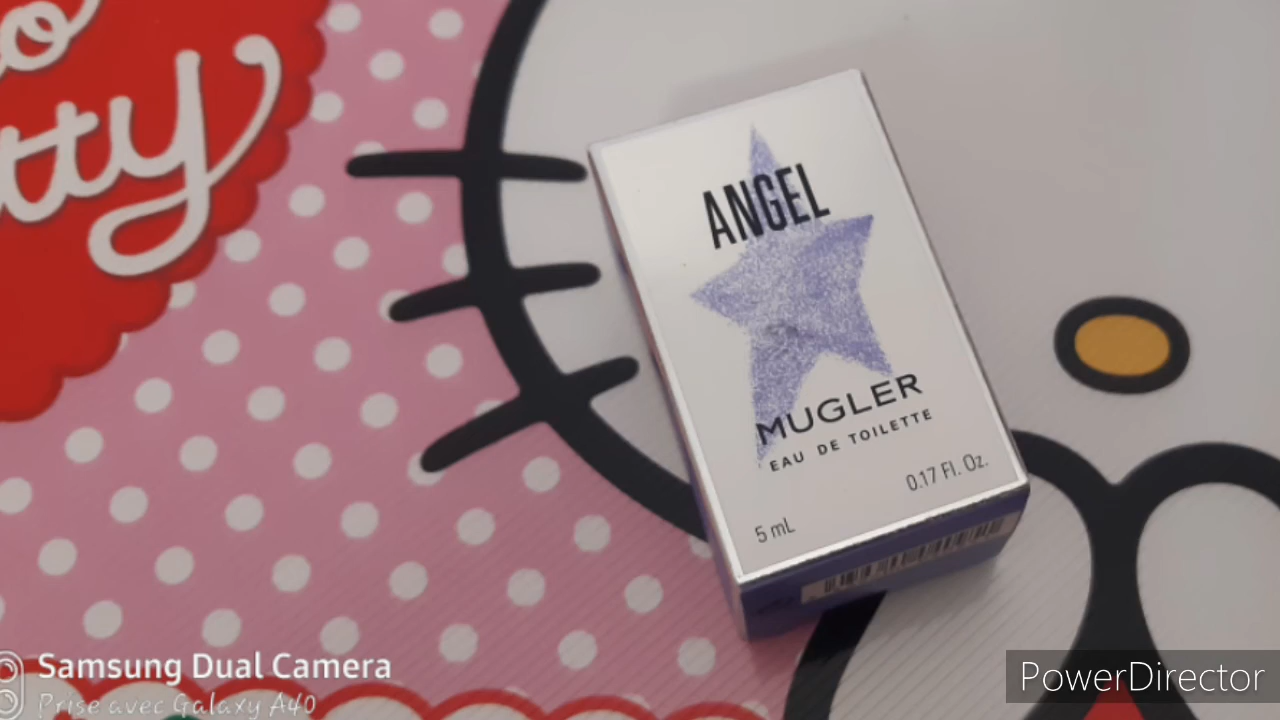 ANGEL
MUGLER
EAU DE TOILETTE
0.17 Fl. Oz.
5 mL
Samsung Dual Camera
Prise avec Galaxy A40
PowerDirector